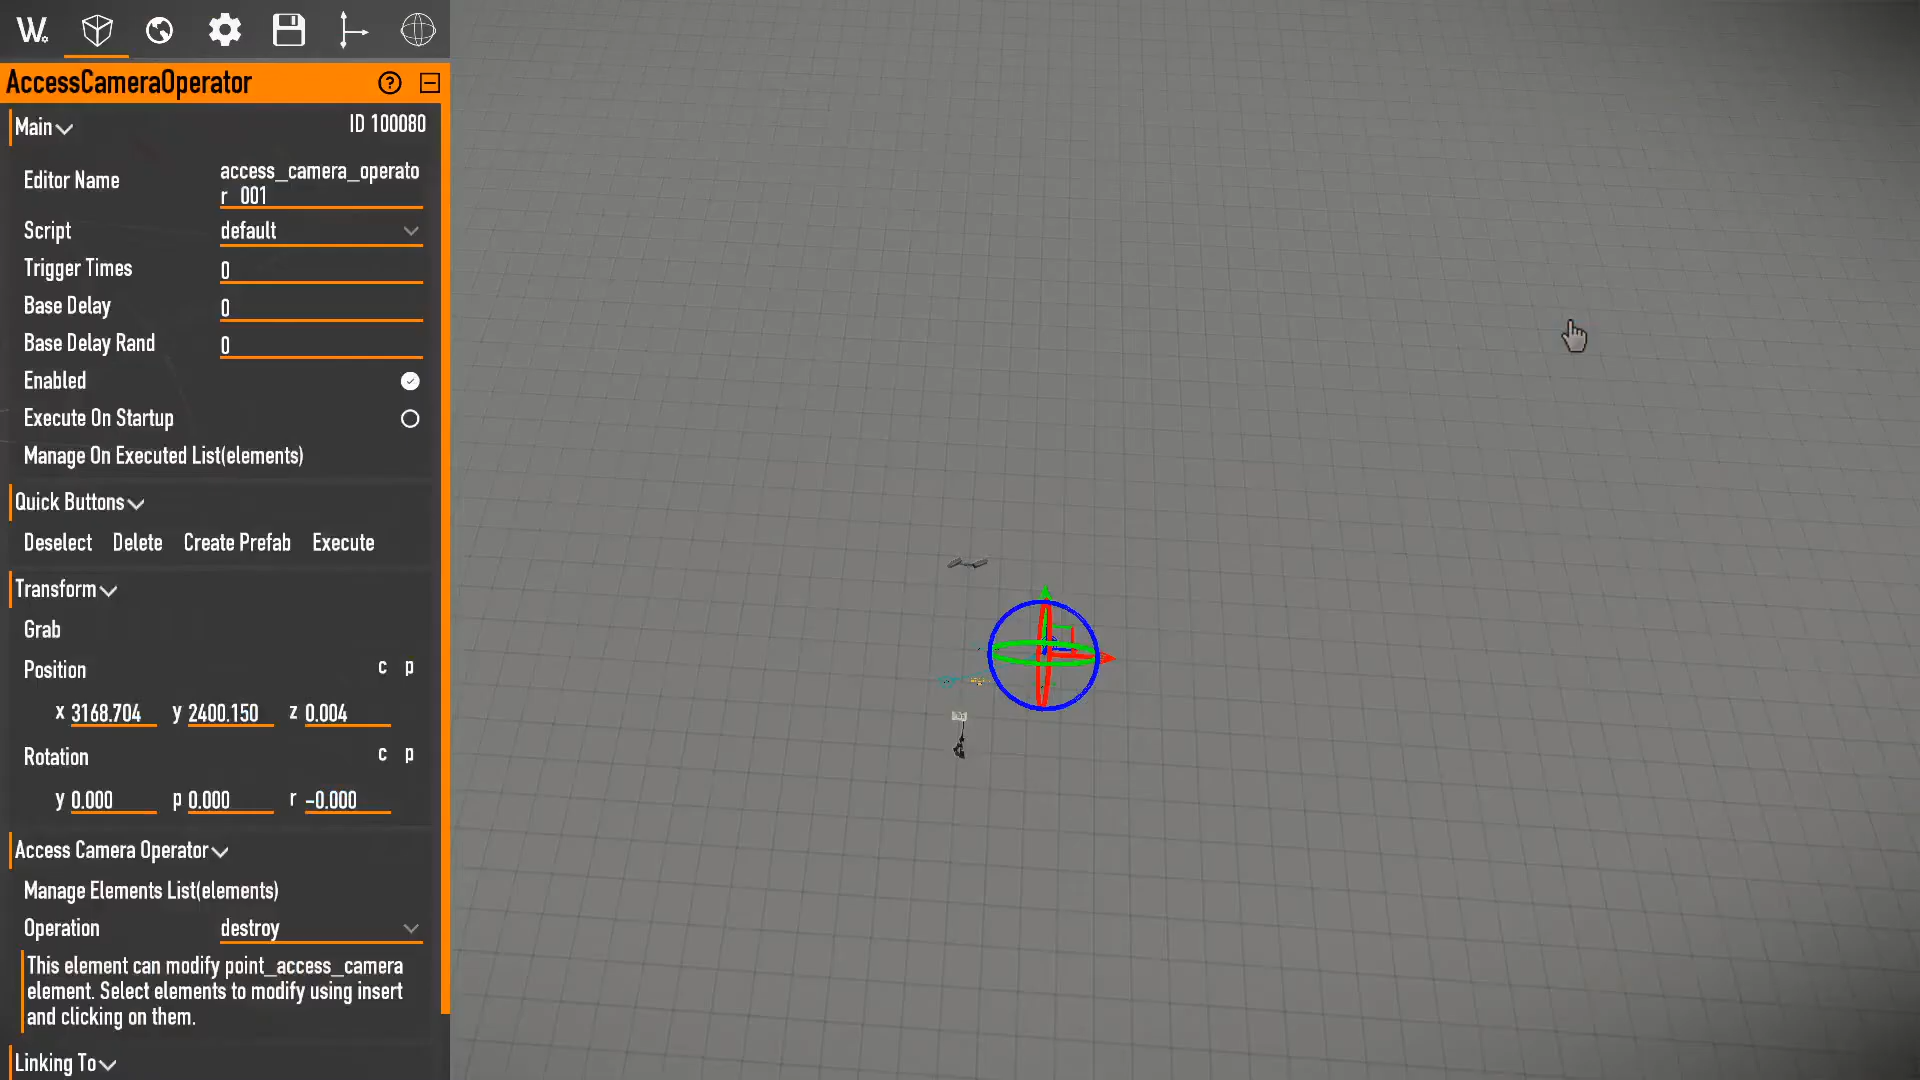 W.
AccessCameraOperator ?
Main ID 100080
Editor Name access_camera_operato
r_001
Script default
Trigger Times 0
Base Delay 0
Base Delay Rand 0
Enabled
Execute On Startup
Manage On Executed List(elements)
Quick Buttons
Deselect Delete Create Prefab Execute
Transform
Grab
Position c p
x 3168.704 y 2400.150 z 0.004
Rotation c p
y 0.000 p 0.000 r -0.000
Access Camera Operator
Manage Elements List(elements)
Operation destroy
This element can modify point_access_camera
element. Select elements to modify using insert
and clicking on them.
Linking To